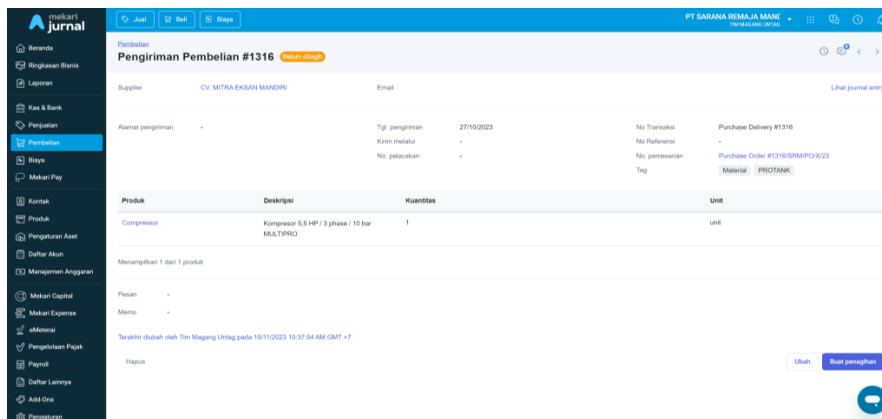 mekari
jurnal
Jual
Beli
Biaya
PT SARANA REMAJA MANI
TIM MAGANG UNTAG
Beranda
Ringkasan Bisnis
Laporan
Kas & Bank
Penjualan
Pembelian
Biaya
Mekari Pay
Kontak
Produk
Pengaturan Aset
Daftar Akun
Manajemen Anggaran
Mekari Capital
Mekari Expense
eMeterai
Pengelolaan Pajak
Payroll
Daftar Lainnya
Add-Ons
Pengaturan
Pembelian
Pengiriman Pembelian #1316 Belum ditagih
Supplier CV. MITRA EKSAN MANDIRI Email Lihat journal entry
Alamat pengiriman - Tgl. pengiriman 27/10/2023 No Transaksi Purchase Delivery #1316
Kirim melalui - No Referensi -
No. pelacakan - No. pemesanan Purchase Order #1316/SRM/PO/X/23
Tag Material PROTANK
Produk Deskripsi Kuantitas Unit
Compressor Kompresor 5,5 HP / 3 phase / 10 bar 1 unit
MULTIPRO
Menampilkan 1 dari 1 produk
Pesan -
Memo -
Terakhir diubah oleh Tim Magang Untag pada 15/11/2023 10:37:54 AM GMT +7
Hapus Ubah Buat penagihan